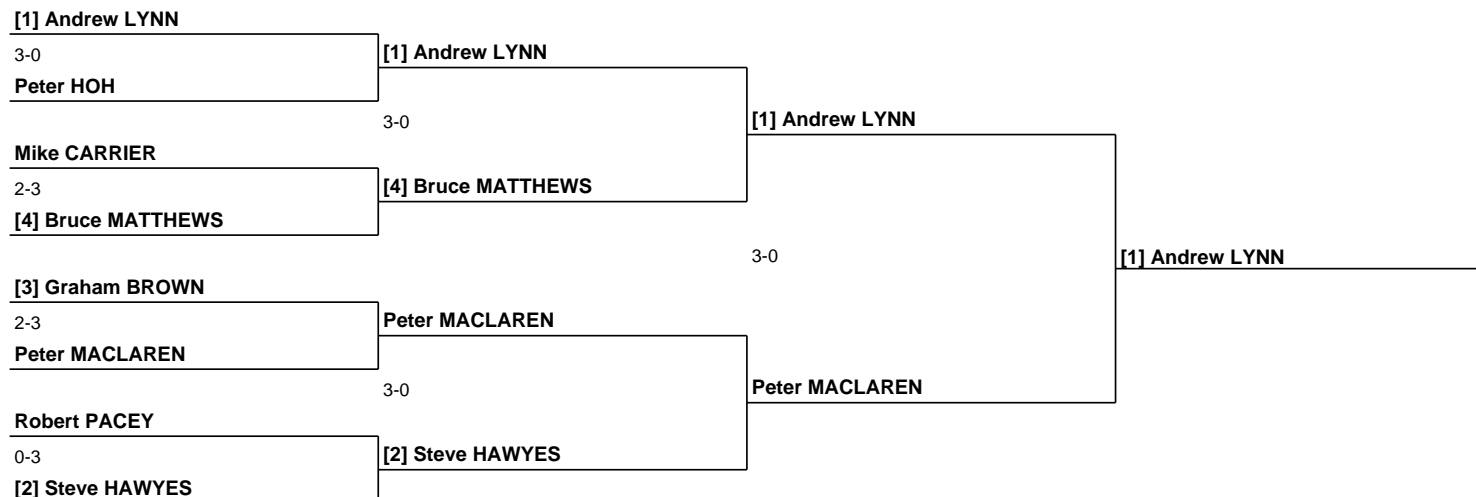 [1] Andrew LYNN
3-0
Peter HOH
Mike CARRIER
2-3
[4] Bruce MATTHEWS
[3] Graham BROWN
2-3
Peter MACLAREN
Robert PACEY
0-3
[2] Steve HAWYES
[1] Andrew LYNN
3-0
[4] Bruce MATTHEWS
Peter MACLAREN
3-0
[2] Steve HAWYES
[1] Andrew LYNN
3-0
Peter MACLAREN
[1] Andrew LYNN